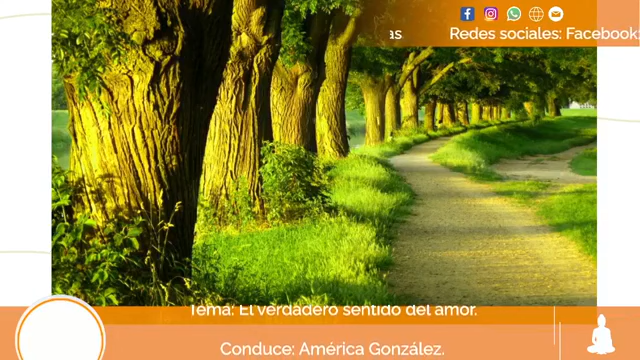 as Redes sociales: Facebook:
Tema: El verdadero sentido del amor.
Conduce: América González.